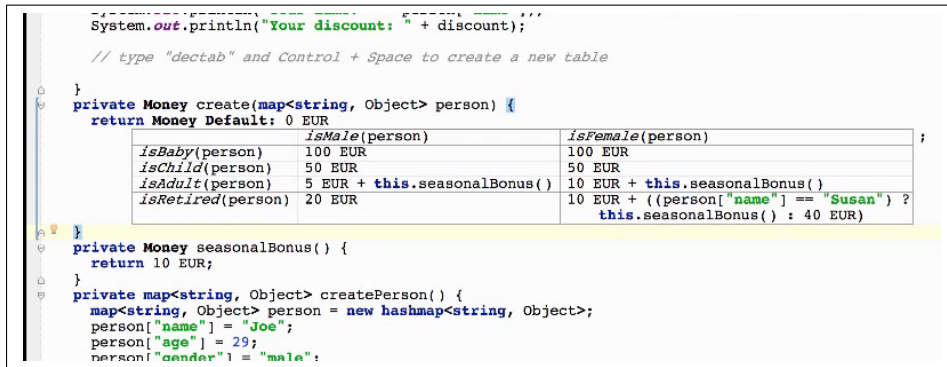 System.out.println("Your discount: " + discount);
// type "dectab" and Control + Space to create a new table
}
private Money create(map<string, Object> person) {
return Money Default: 0 EUR
isMale(person) isFemale(person) ;
isBaby(person) 100 EUR 100 EUR
isChild(person) 50 EUR 50 EUR
isAdult(person) 5 EUR + this.seasonalBonus() 10 EUR + this.seasonalBonus()
isRetired(person) 20 EUR 10 EUR + ((person["name"] == "Susan") ?
this.seasonalBonus() : 40 EUR)
}
private Money seasonalBonus() {
return 10 EUR;
}
private map<string, Object> createPerson() {
map<string, Object> person = new hashmap<string, Object>;
person["name"] = "Joe";
person["age"] = 29;
person["gender"] = "male";